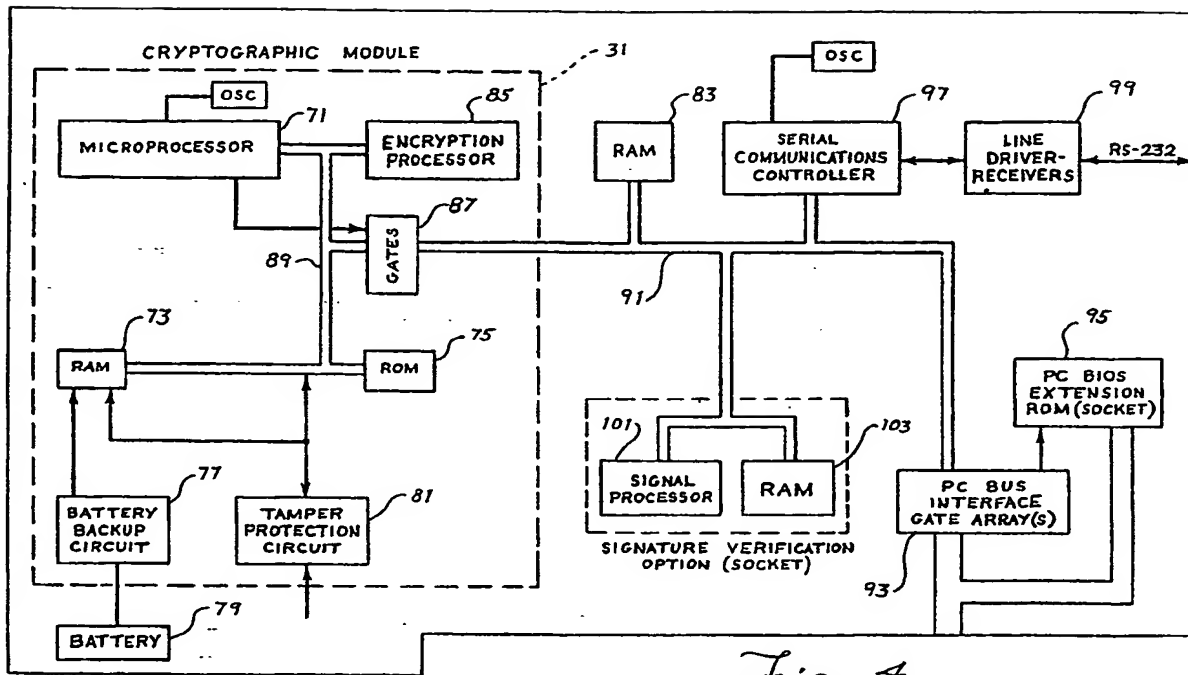 CRYPTOGRAPHIC MODULE
31
OSC
71
MICROPROCESSOR
85
ENCRYPTION
PROCESSOR
87
GATES
89
73
RAM
75
ROM
77
BATTERY
BACKUP
CIRCUIT
81
TAMPER
PROTECTION
CIRCUIT
79
BATTERY
83
RAM
OSC
97
SERIAL
COMMUNICATIONS
CONTROLLER
99
LINE
DRIVER-
RECEIVERS
RS-232
91
101
SIGNAL
PROCESSOR
103
RAM
SIGNATURE VERIFICATION
OPTION (SOCKET)
95
PC BIOS
EXTENSION
ROM (SOCKET)
PC BUS
INTERFACE
GATE ARRAY(S)
93